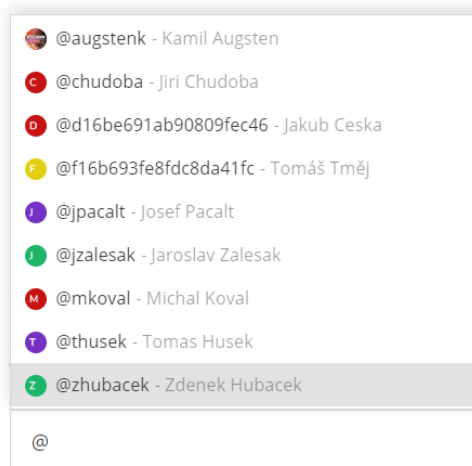 @augstenk - Kamil Augsten
C @chudoba - Jiri Chudoba
D @d16be691ab90809fec46 - Jakub Ceska
F @f16b693fe8fdc8da41fc - Tomáš Tměj
J @jpacalt - Josef Pacalt
J @jzalesak - Jaroslav Zalesak
M @mkoval - Michal Koval
T @thusek - Tomas Husek
Z @zhubacek - Zdenek Hubacek
@